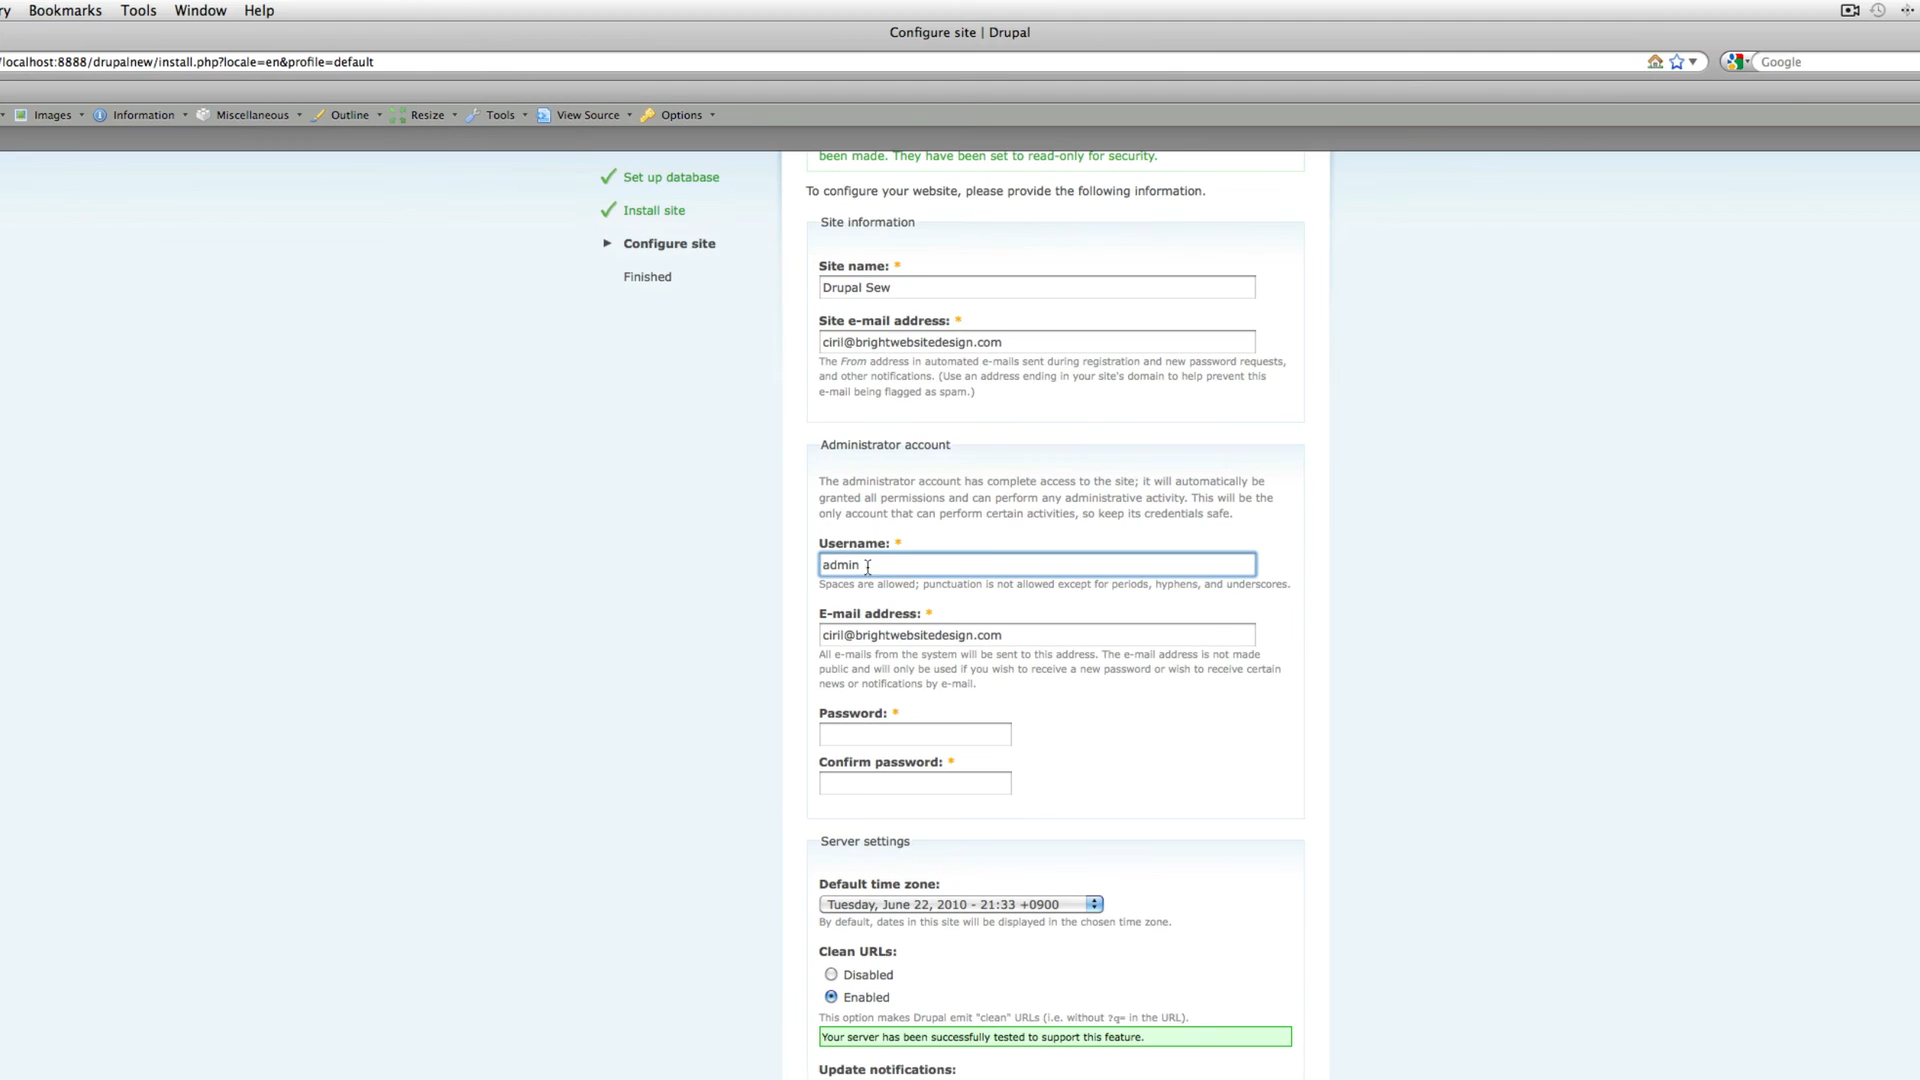 ry Bookmarks Tools Window Help
Configure site | Drupal
/localhost:8888/drupalnew/install.php?locale=en&profile=default
Google
Images Information Miscellaneous Outline Resize Tools View Source Options
been made. They have been set to read-only for security.
Set up database
Install site
Configure site
Finished
To configure your website, please provide the following information.
Site information
Site name: *
Drupal Sew
Site e-mail address: *
ciril@brightwebsitedesign.com
The From address in automated e-mails sent during registration and new password requests,
and other notifications. (Use an address ending in your site's domain to help prevent this
e-mail being flagged as spam.)
Administrator account
The administrator account has complete access to the site; it will automatically be
granted all permissions and can perform any administrative activity. This will be the
only account that can perform certain activities, so keep its credentials safe.
Username: *
admin
Spaces are allowed; punctuation is not allowed except for periods, hyphens, and underscores.
E-mail address: *
ciril@brightwebsitedesign.com
All e-mails from the system will be sent to this address. The e-mail address is not made
public and will only be used if you wish to receive a new password or wish to receive certain
news or notifications by e-mail.
Password: *
Confirm password: *
Server settings
Default time zone:
Tuesday, June 22, 2010 - 21:33 +0900
By default, dates in this site will be displayed in the chosen time zone.
Clean URLs:
Disabled
Enabled
This option makes Drupal emit "clean" URLs (i.e. without ?q= in the URL).
Your server has been successfully tested to support this feature.
Update notifications: